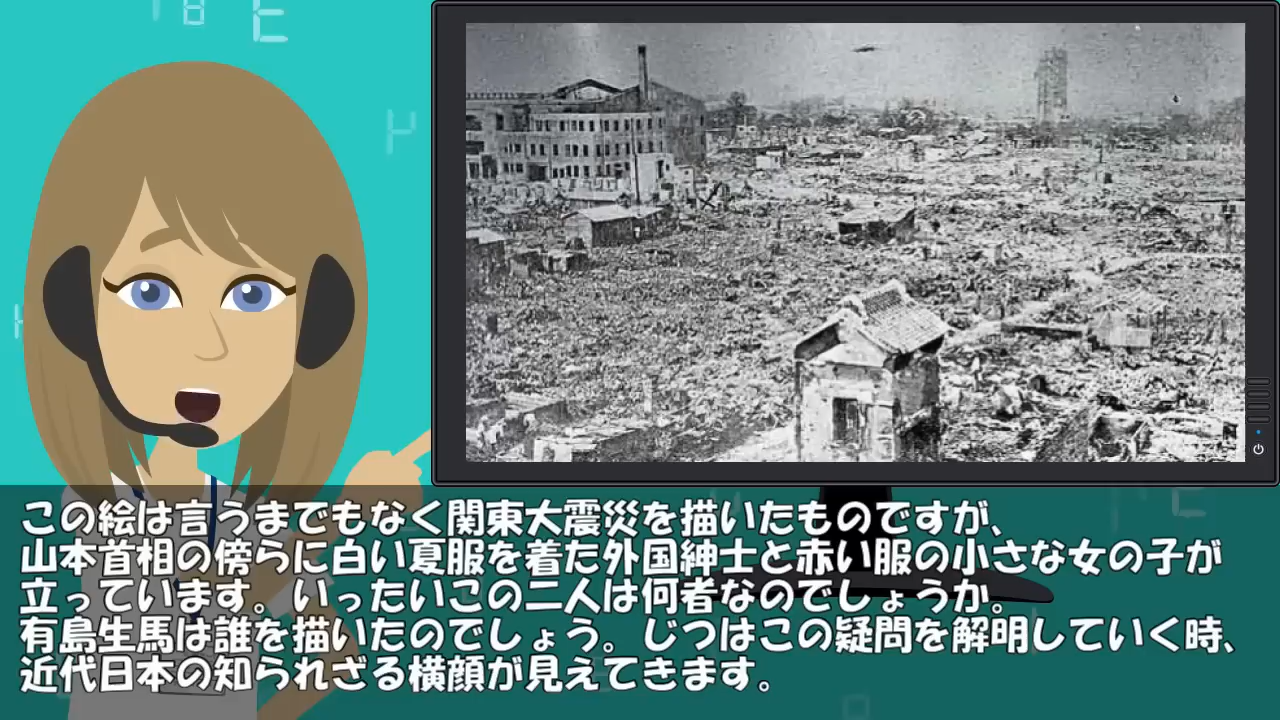 この絵は言うまでもなく関東大震災を描いたものですが、
山本首相の傍らに白い夏服を着た外国紳士と赤い服の小さな女の子が
立っています。いったいこの二人は何者なのでしょうか。
有島生馬は誰を描いたのでしょう。じつはこの疑問を解明していく時、
近代日本の知られざる横顔が見えてきます。